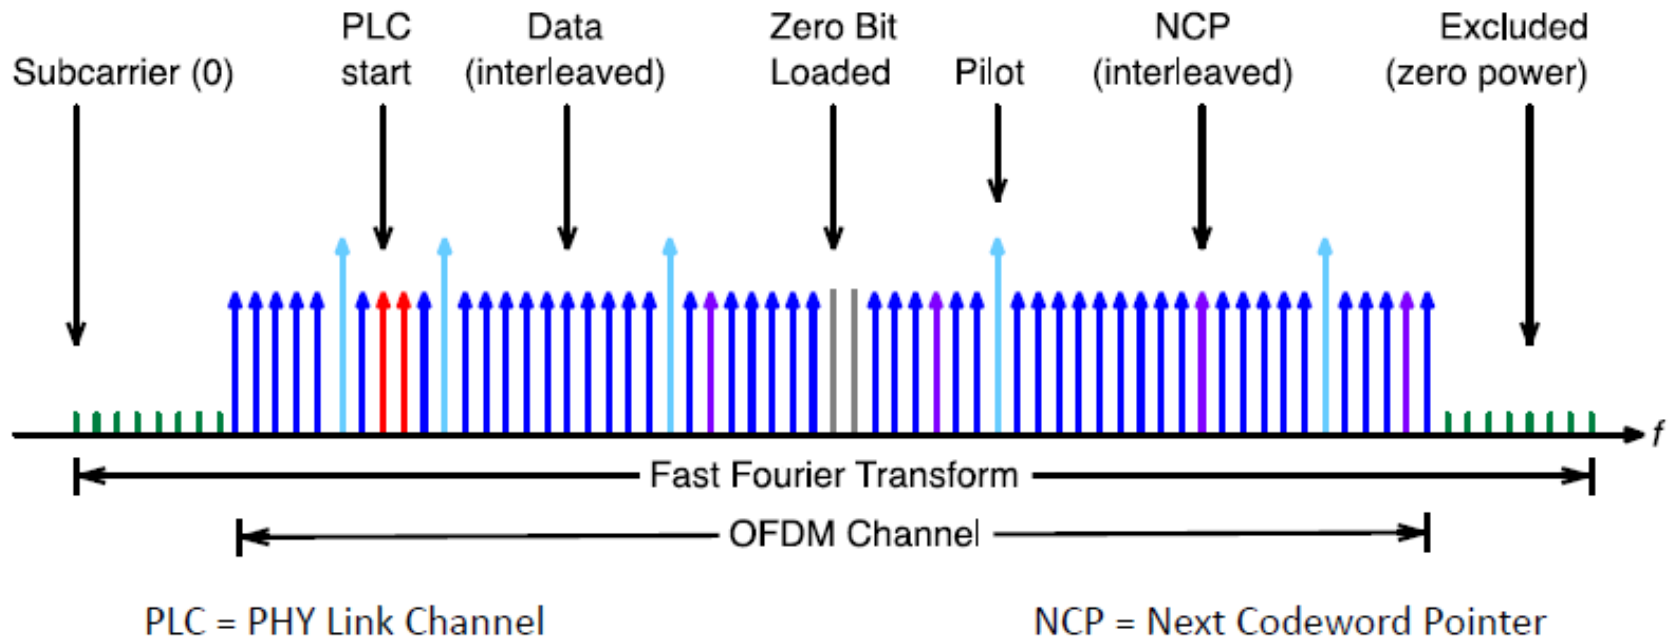 PLC
start
Data
(interleaved)
Zero Bit
Loaded
NCP
(interleaved)
Excluded
(zero power)
Subcarrier (0)
Pilot
f
Fast Fourier Transform
OFDM Channel
PLC = PHY Link Channel
NCP = Next Codeword Pointer